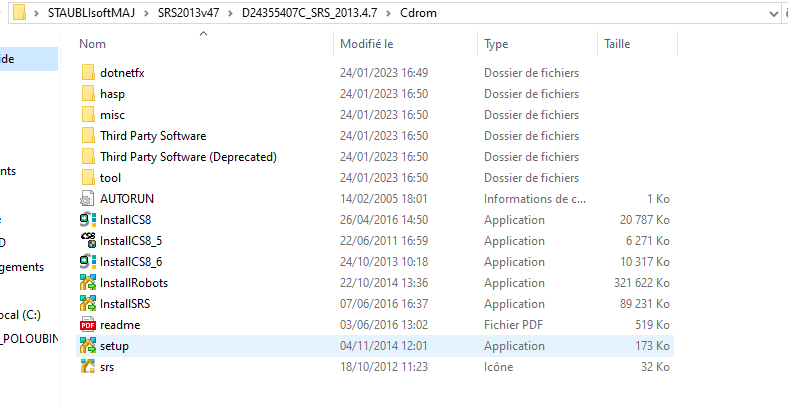 STAUBLIsoftMAJ > SRS2013v47 > D24355407C_SRS_2013.4.7 > Cdrom
Nom Modifié le Type Taille
ide
dotnetfx 24/01/2023 16:49 Dossier de fichiers
hasp 24/01/2023 16:50 Dossier de fichiers
misc 24/01/2023 16:50 Dossier de fichiers
Third Party Software 24/01/2023 16:50 Dossier de fichiers
Third Party Software (Deprecated) 24/01/2023 16:50 Dossier de fichiers
ents
tool 24/01/2023 16:50 Dossier de fichiers
AUTORUN 14/02/2005 18:01 Informations de c... 1 Ko
InstallCS8 26/04/2016 14:50 Application 20 787 Ko
CS8 InstallCS8_5 22/06/2011 16:59 Application 6 271 Ko
D
InstallCS8_6 24/10/2013 10:18 Application 10 317 Ko
gements
InstallRobots 22/10/2014 13:36 Application 321 622 Ko
InstallSRS 07/06/2016 16:37 Application 89 231 Ko
ocal (C:)
PDF readme 03/06/2016 13:02 Fichier PDF 519 Ko
_POLOUBIN
setup 04/11/2014 12:01 Application 173 Ko
srs 18/10/2012 11:23 Icône 32 Ko